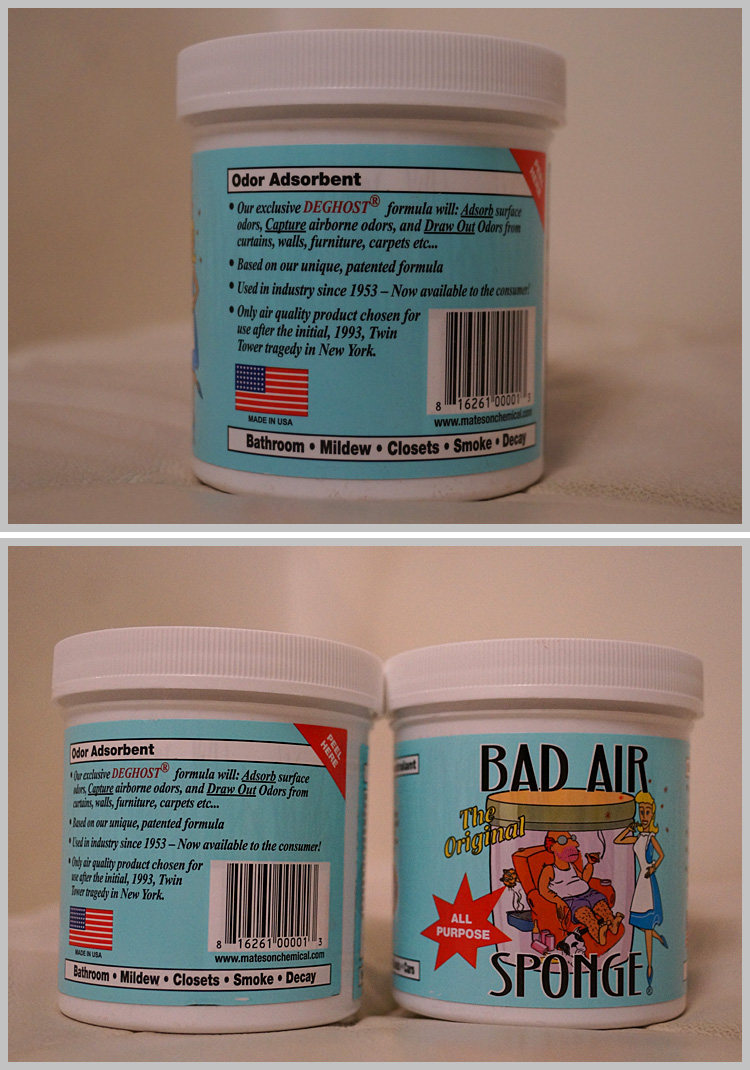 Odor Adsorbent
• Our exclusive DEGHOST® formula will: Adsorb surface
odors, Capture airborne odors, and Draw Out Odors from
curtains, walls, furniture, carpets etc...
• Based on our unique, patented formula
• Used in industry since 1953 – Now available to the consumer!
• Only air quality product chosen for
use after the initial, 1993, Twin
Tower tragedy in New York.
MADE IN USA
8 16261 00001 3
www.matesonchemical.com
Bathroom • Mildew • Closets • Smoke • Decay
PEEL
HERE
Odor Adsorbent
• Our exclusive DEGHOST® formula will: Adsorb surface
odors, Capture airborne odors, and Draw Out Odors from
curtains, walls, furniture, carpets etc...
• Based on our unique, patented formula
• Used in industry since 1953 – Now available to the consumer!
• Only air quality product chosen for
use after the initial, 1993, Twin
Tower tragedy in New York.
MADE IN USA
8 16261 00001 3
www.matesonchemical.com
Bathroom • Mildew • Closets • Smoke • Decay
BAD AIR
The
Original
ALL
PURPOSE
SPONGE®
Cars